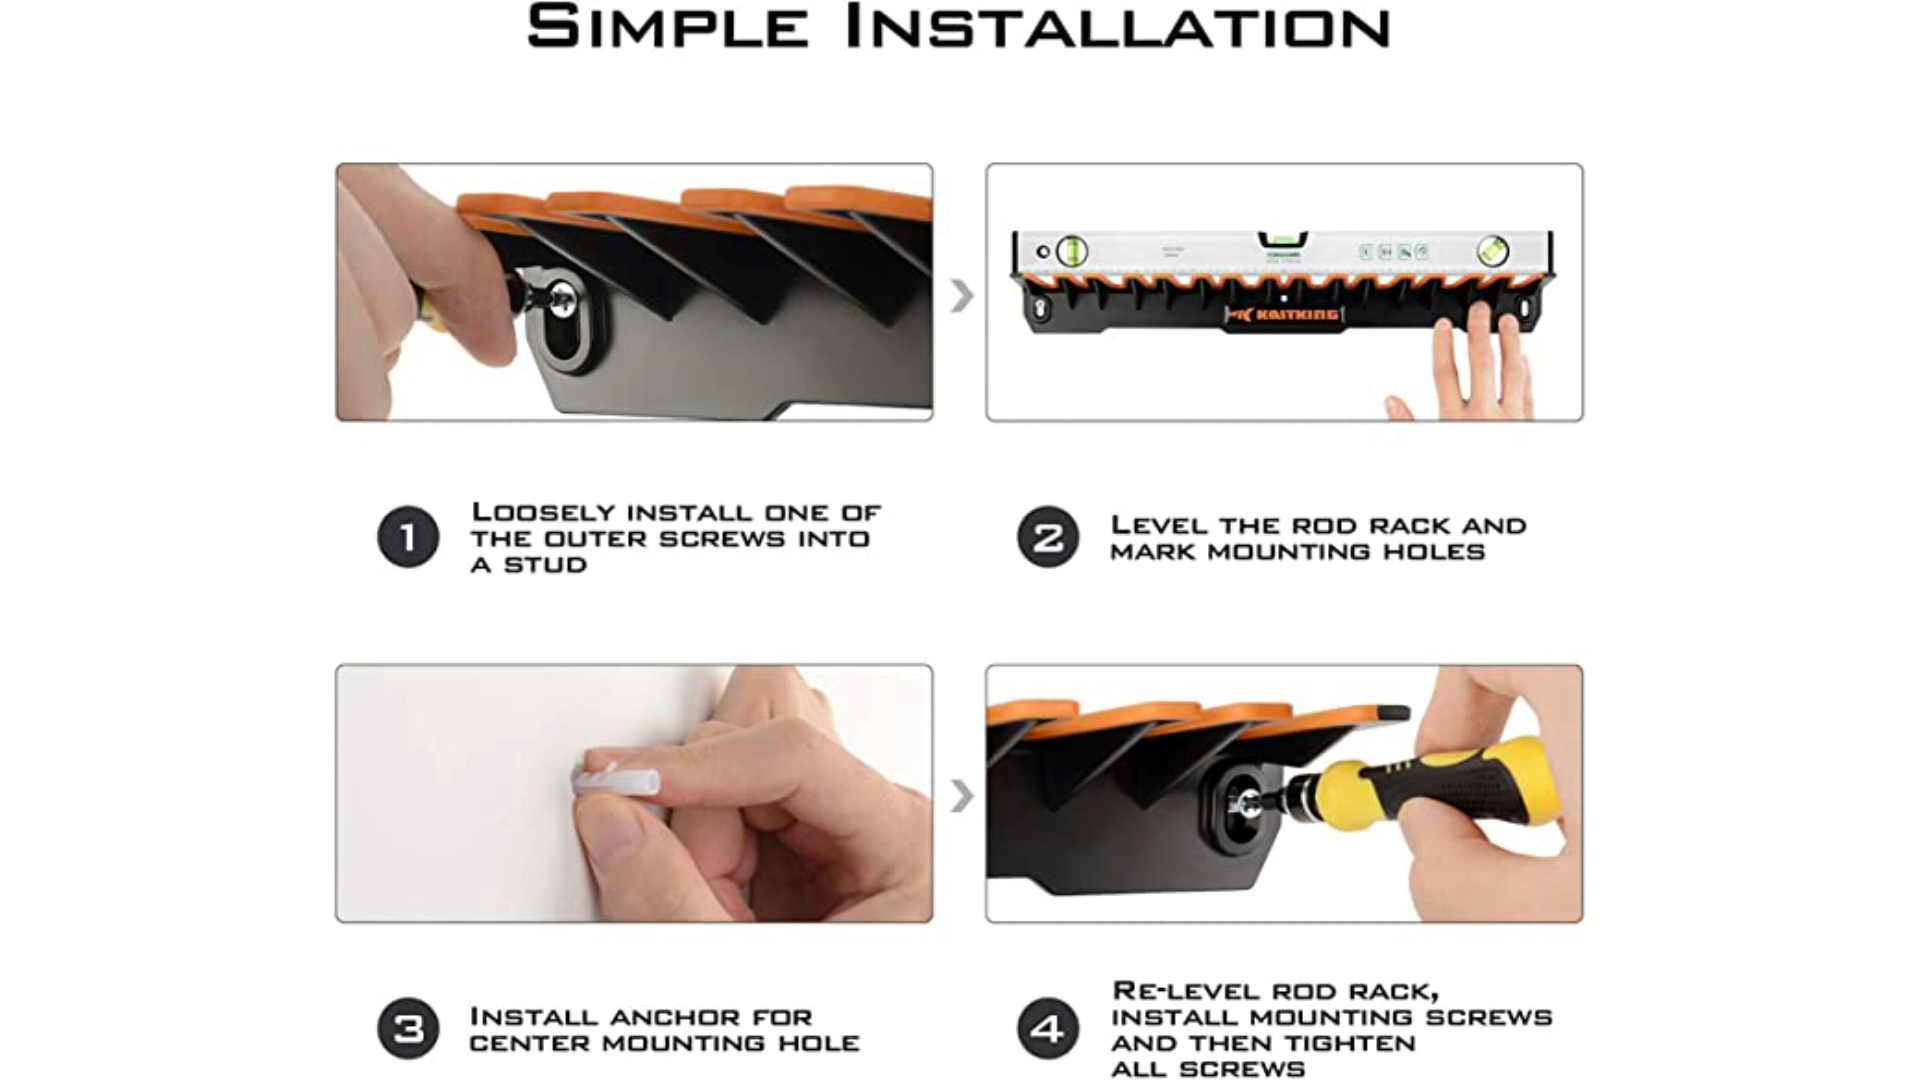 SIMPLE INSTALLATION
KASTKING
1
LOOSELY INSTALL ONE OF
THE OUTER SCREWS INTO
A STUD
2
LEVEL THE ROD RACK AND
MARK MOUNTING HOLES
3
INSTALL ANCHOR FOR
CENTER MOUNTING HOLE
4
RE-LEVEL ROD RACK,
INSTALL MOUNTING SCREWS
AND THEN TIGHTEN
ALL SCREWS